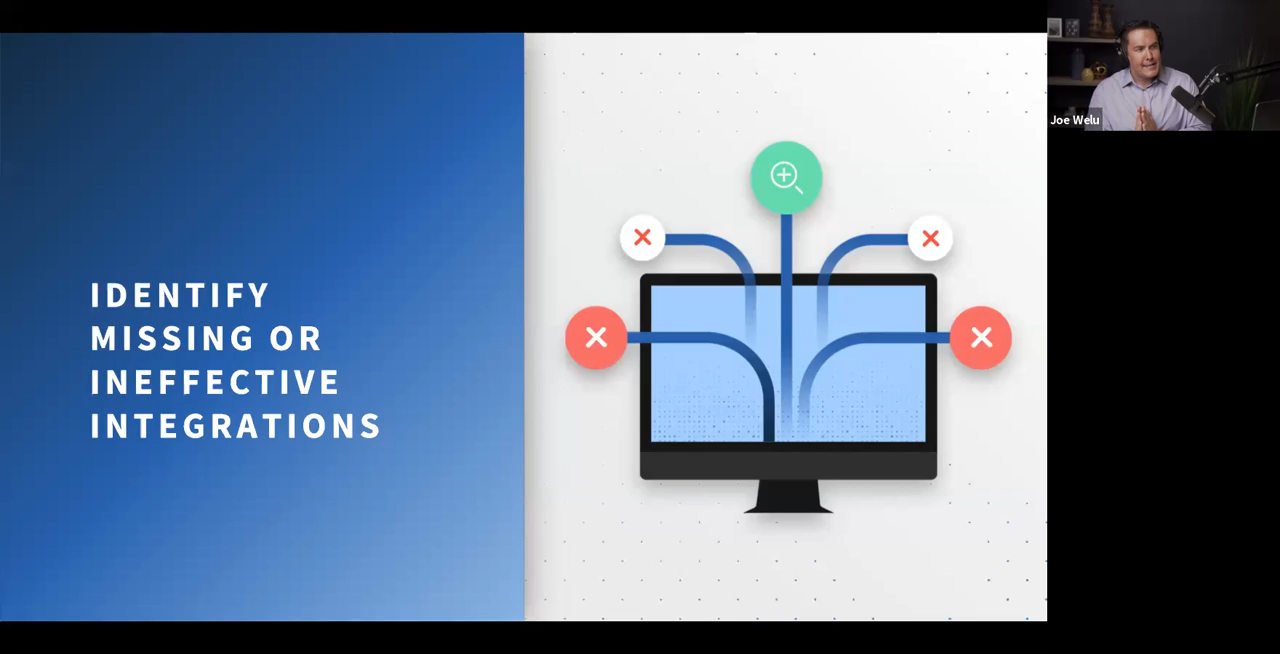 IDENTIFY
MISSING OR
INEFFECTIVE
INTEGRATIONS
Joe Welu